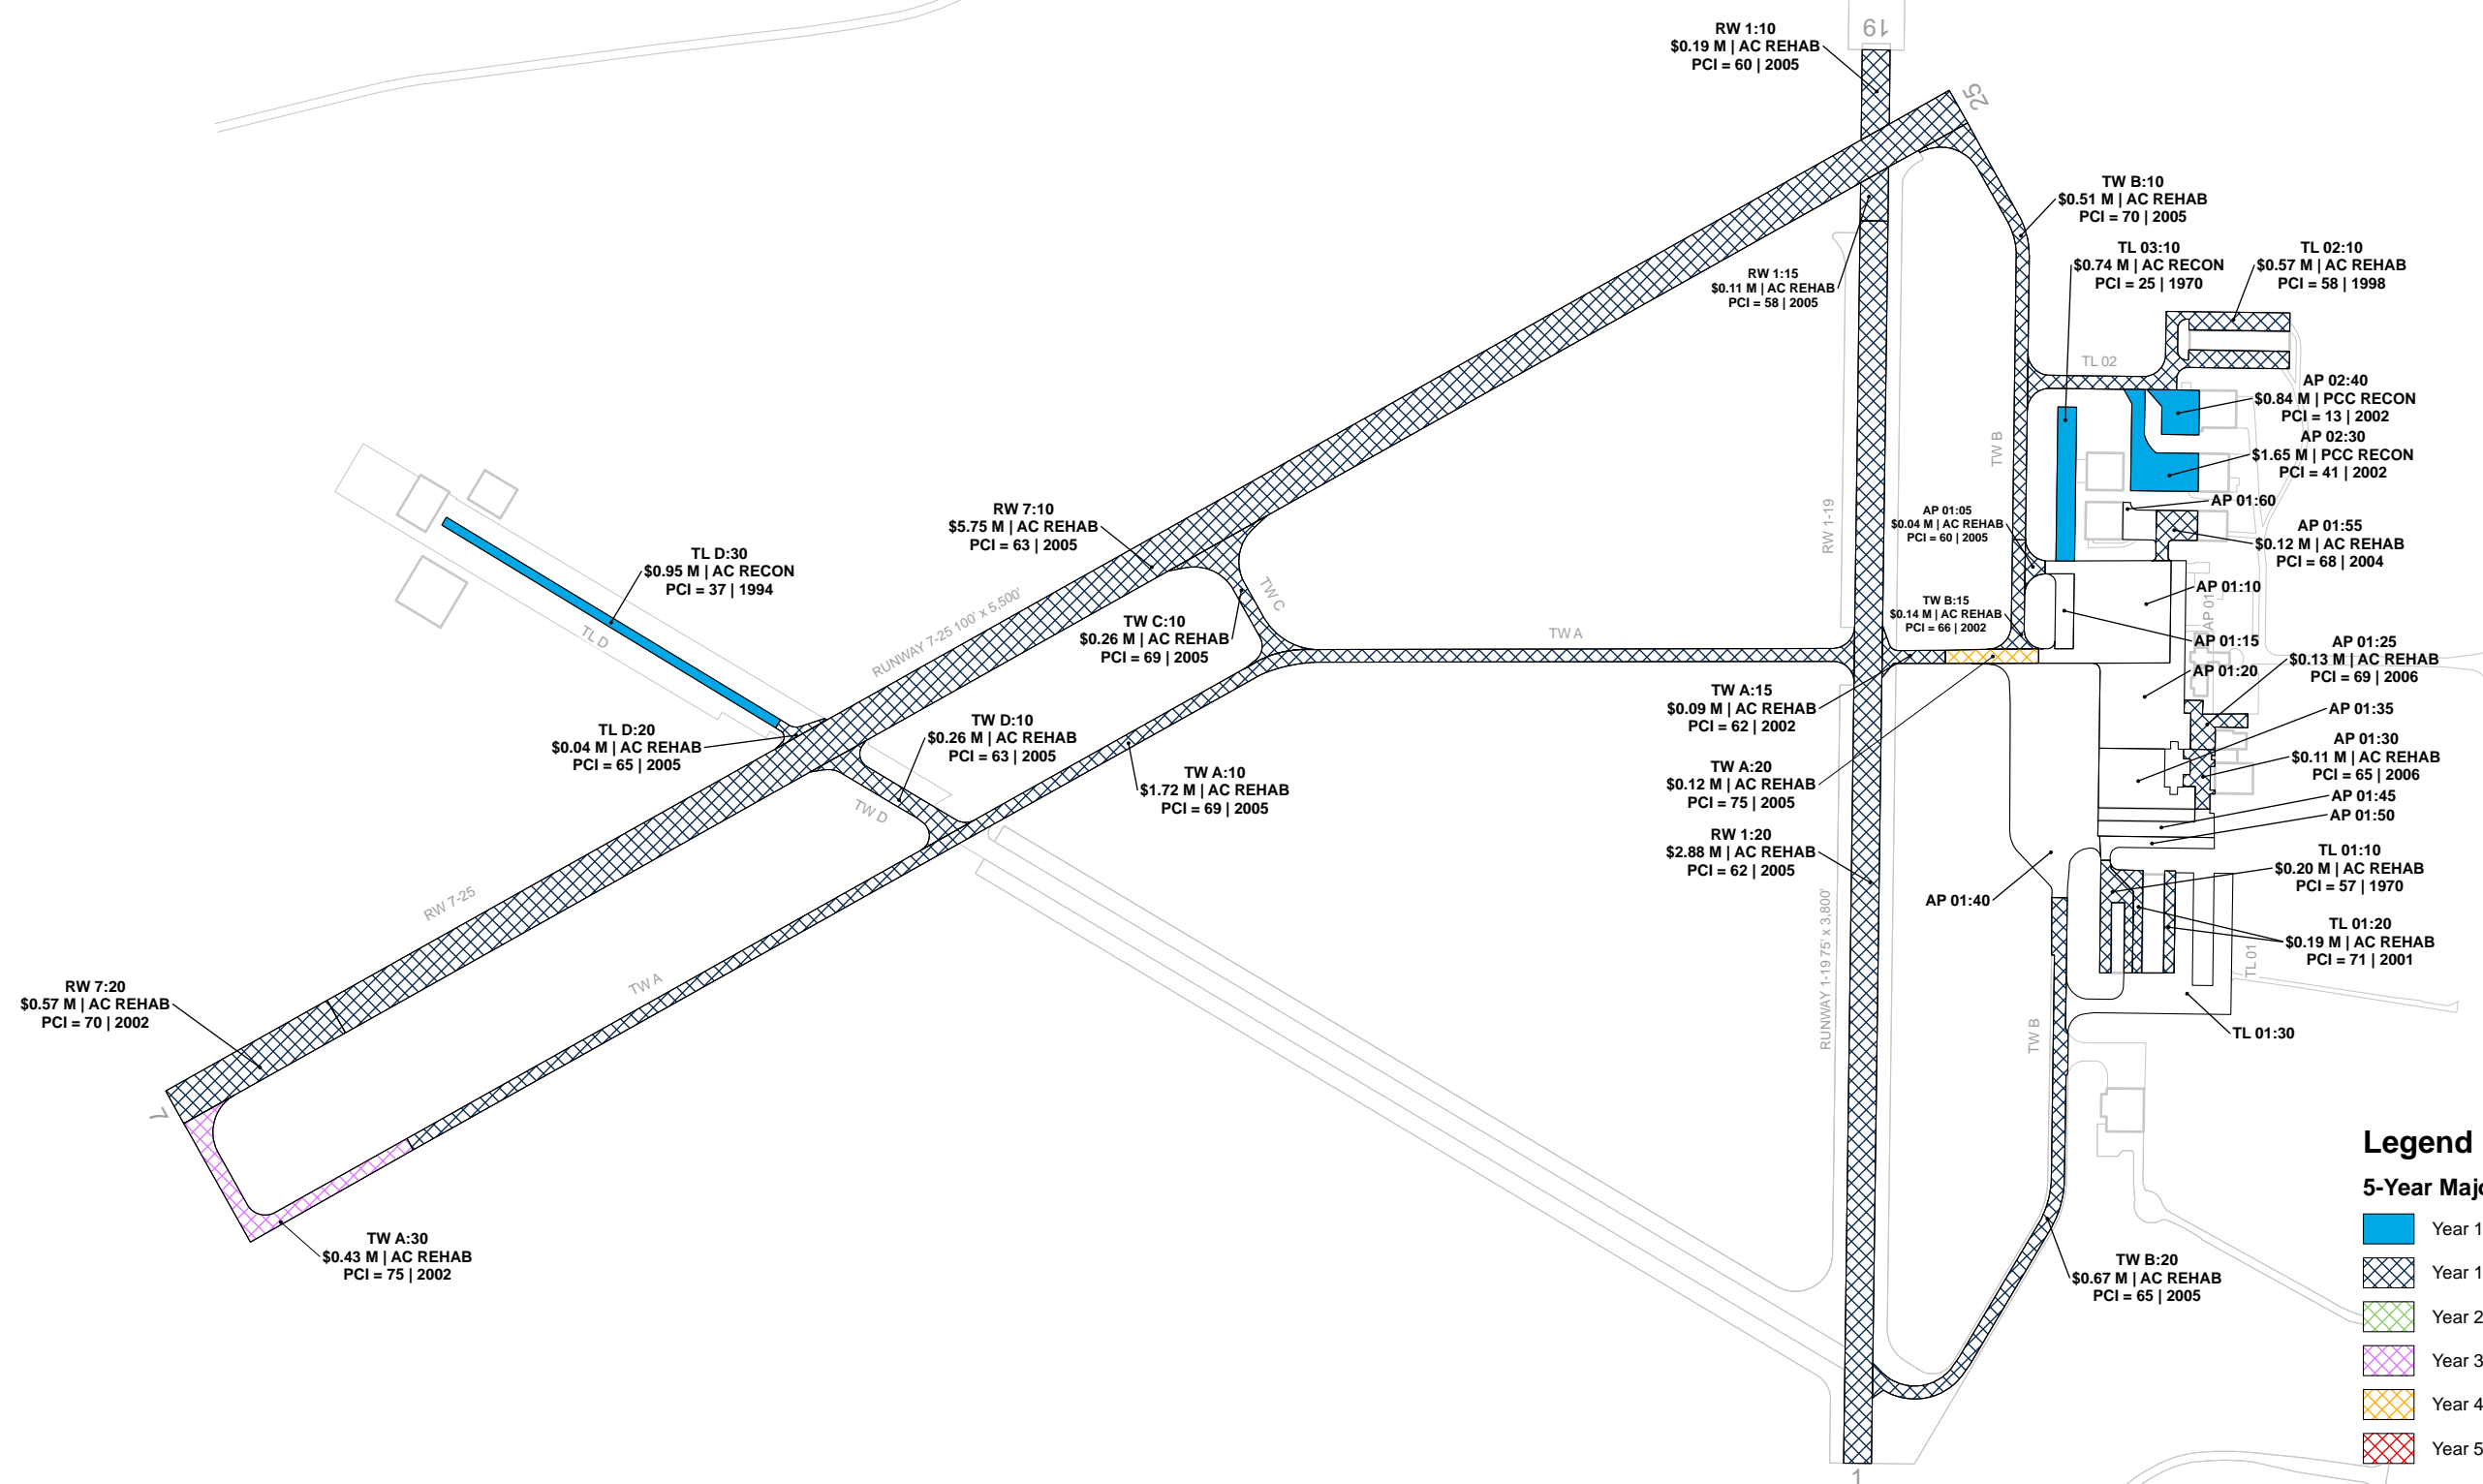 19
RW 1:10
$0.19 M | AC REHAB
PCI = 60 | 2005
25
TW B:10
$0.51 M | AC REHAB
PCI = 70 | 2005
TL 03:10
$0.74 M | AC RECON
PCI = 25 | 1970
TL 02:10
$0.57 M | AC REHAB
PCI = 58 | 1998
RW 1:15
$0.11 M | AC REHAB
PCI = 58 | 2005
TL 02
AP 02:40
$0.84 M | PCC RECON
PCI = 13 | 2002
AP 02:30
$1.65 M | PCC RECON
PCI = 41 | 2002
TW B
AP 01:60
RW 7:10
$5.75 M | AC REHAB
PCI = 63 | 2005
RW 1-19
AP 01:05
$0.04 M | AC REHAB
PCI = 60 | 2005
AP 01:55
$0.12 M | AC REHAB
PCI = 68 | 2004
TL D:30
$0.95 M | AC RECON
PCI = 37 | 1994
AP 01:10
TW C
AP 01
TL D
RUNWAY 7-25 100' x 5,500'
TW C:10
$0.26 M | AC REHAB
PCI = 69 | 2005
TW A
TW B:15
$0.14 M | AC REHAB
PCI = 66 | 2002
AP 01:15
AP 01:25
$0.13 M | AC REHAB
PCI = 69 | 2006
AP 01:20
TW A:15
$0.09 M | AC REHAB
PCI = 62 | 2002
AP 01:35
TL D:20
$0.04 M | AC REHAB
PCI = 65 | 2005
TW D:10
$0.26 M | AC REHAB
PCI = 63 | 2005
AP 01:30
$0.11 M | AC REHAB
PCI = 65 | 2006
TW A:10
$1.72 M | AC REHAB
PCI = 69 | 2005
TW A:20
$0.12 M | AC REHAB
PCI = 75 | 2005
TW D
AP 01:45
AP 01:50
RW 1:20
$2.88 M | AC REHAB
PCI = 62 | 2005
TL 01:10
$0.20 M | AC REHAB
PCI = 57 | 1970
RW 7-25
AP 01:40
TL 01:20
$0.19 M | AC REHAB
PCI = 71 | 2001
TL 01
RUNWAY 1-19 75' x 3,800'
TW A
RW 7:20
$0.57 M | AC REHAB
PCI = 70 | 2002
TW B
TL 01:30
7
TW A:30
$0.43 M | AC REHAB
PCI = 75 | 2002
TW B:20
$0.67 M | AC REHAB
PCI = 65 | 2005
1
Legend
5-Year
Year 1
Year 1
Year 2
Year 3
Year 4
Year 5